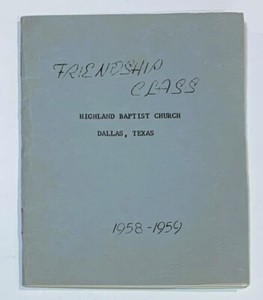 FRIENDSHIP
CLASS
HIGHLAND BAPTIST CHURCH
DALLAS, TEXAS
1958-1959